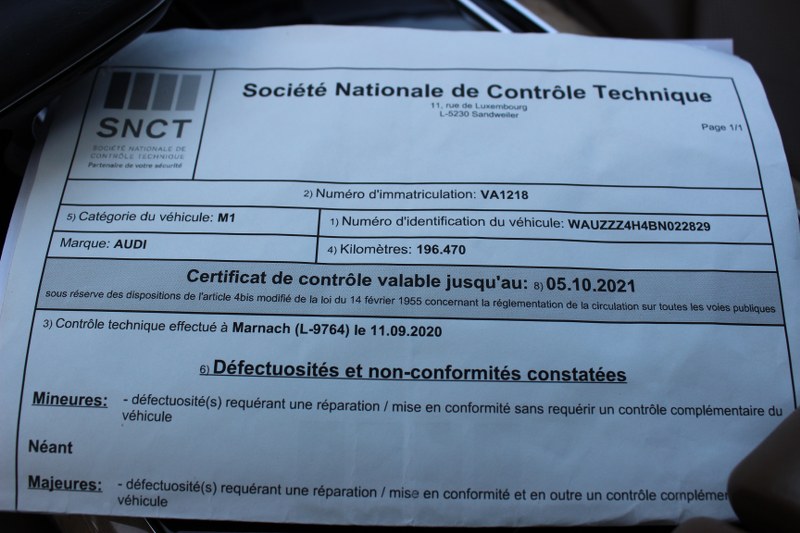 SNCT
SOCIÉTÉ NATIONALE DE
CONTRÔLE TECHNIQUE
Partenaire de votre sécurité
Société Nationale de Contrôle Technique
11, rue de Luxembourg
L-5230 Sandweiler
Page 1/1
2) Numéro d'immatriculation: VA1218
5) Catégorie du véhicule: M1
1) Numéro d'identification du véhicule: WAUZZZ4H4BN022829
Marque: AUDI
4) Kilomètres: 196.470
Certificat de contrôle valable jusqu'au: 8) 05.10.2021
sous réserve des dispositions de l'article 4bis modifié de la loi du 14 février 1955 concernant la réglementation de la circulation sur toutes les voies publiques
3) Contrôle technique effectué à Marnach (L-9764) le 11.09.2020
6) Défectuosités et non-conformités constatées
Mineures: - défectuosité(s) requérant une réparation / mise en conformité sans requérir un contrôle complémentaire du
véhicule
Néant
Majeures: - défectuosité(s) requérant une réparation / mise en conformité et en outre un contrôle complémen
véhicule